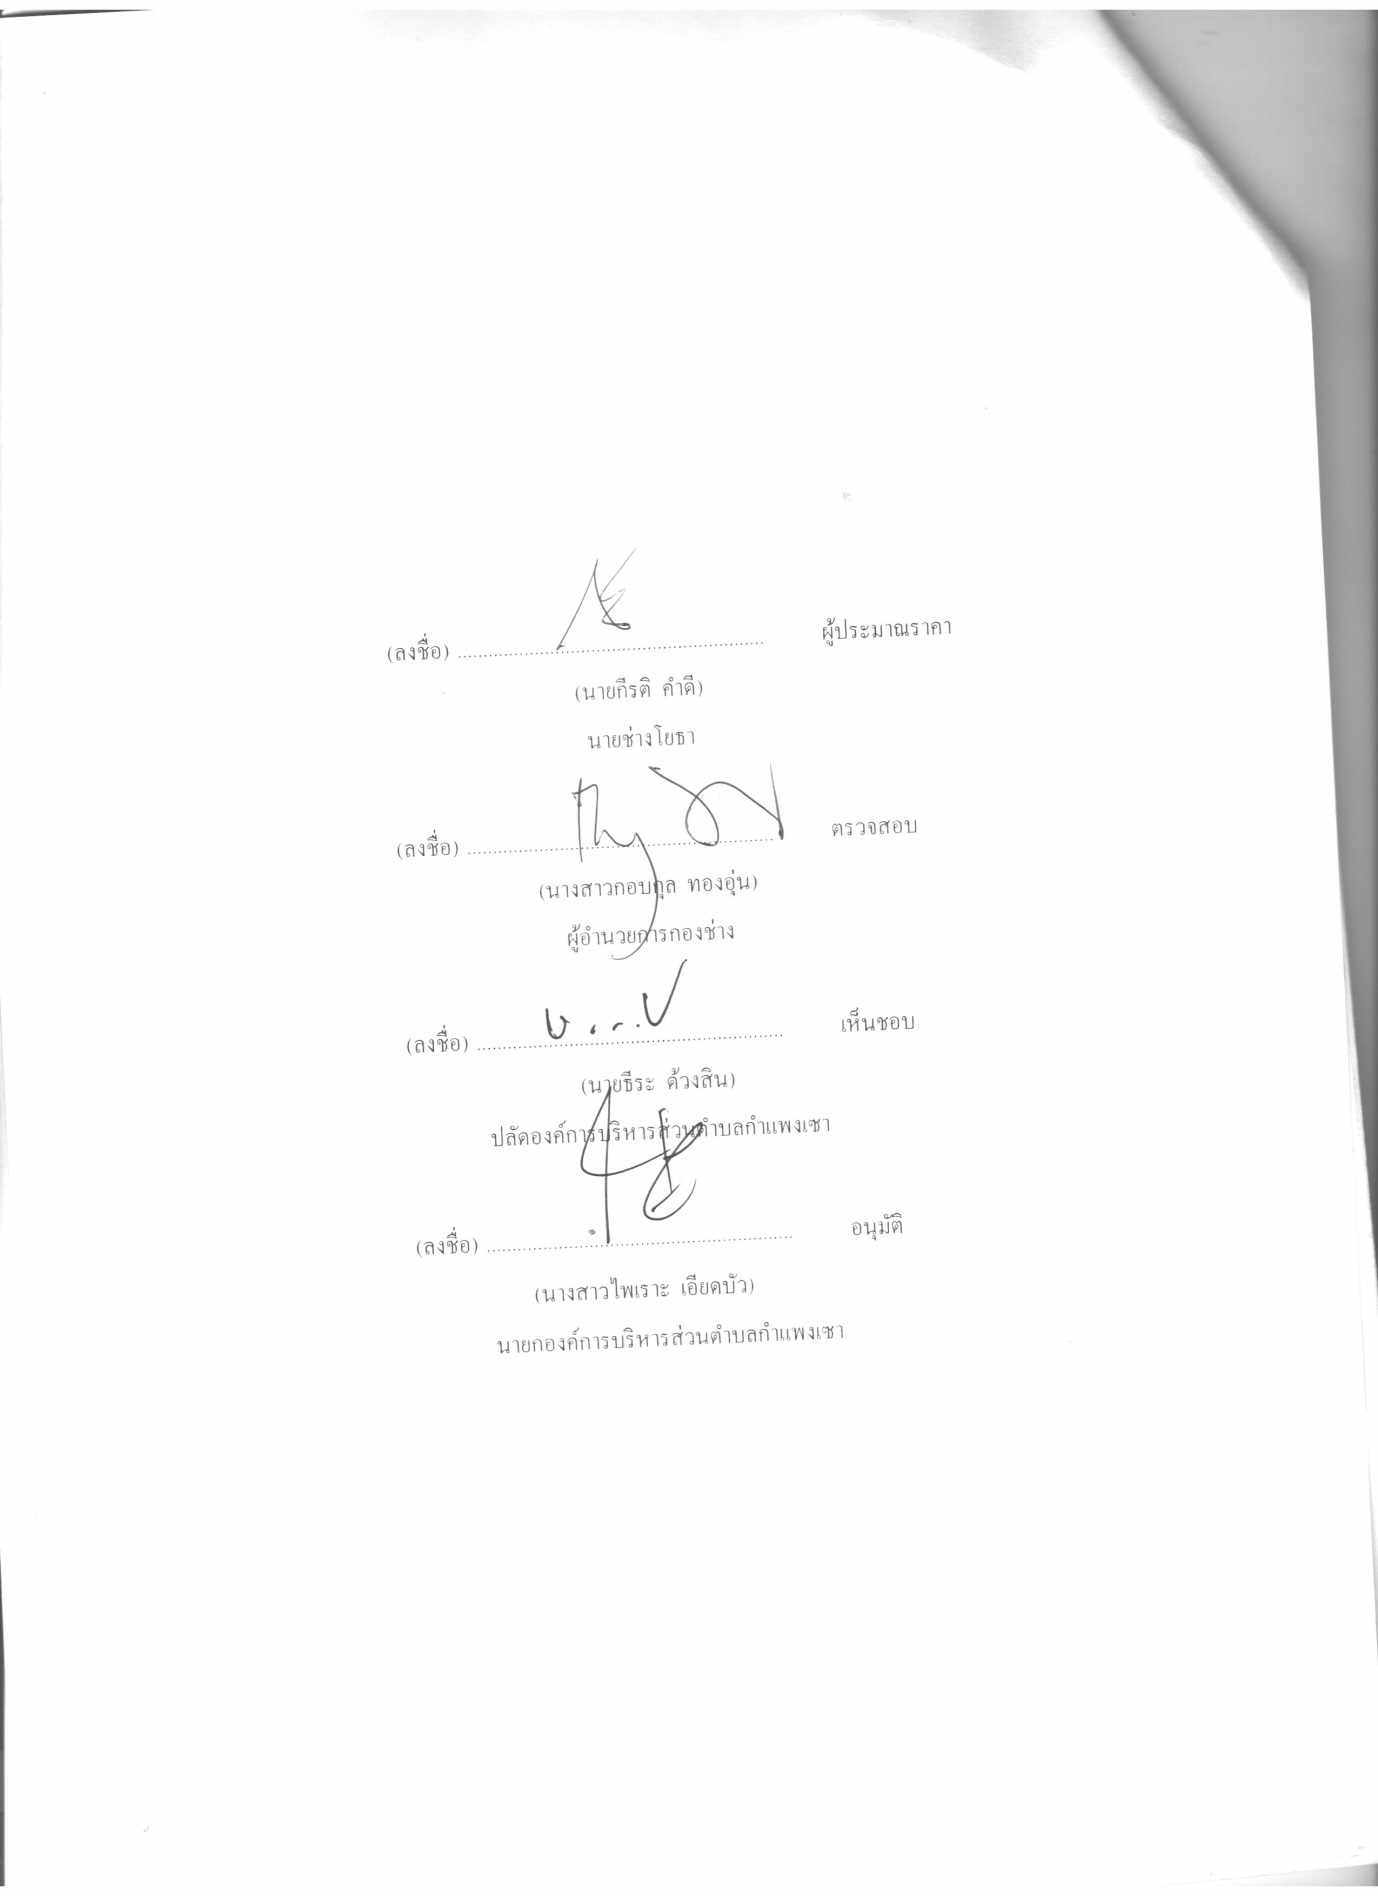 (ลงชื่อ) ............................................................ ผู้ประมาณราคา
(นายกีรติ คำดี)
นายช่างโยธา
(ลงชื่อ) ............................................................ ตรวจสอบ
(นางสาวกอบกุล ทองอุ่น)
ผู้อำนวยการกองช่าง
(ลงชื่อ) ............................................................ เห็นชอบ
(นายธีระ ด้วงสิน)
ปลัดองค์การบริหารส่วนตำบลกำแพงเซา
(ลงชื่อ) ............................................................ อนุมัติ
(นางสาวไพเราะ เอียดบัว)
นายกองค์การบริหารส่วนตำบลกำแพงเซา